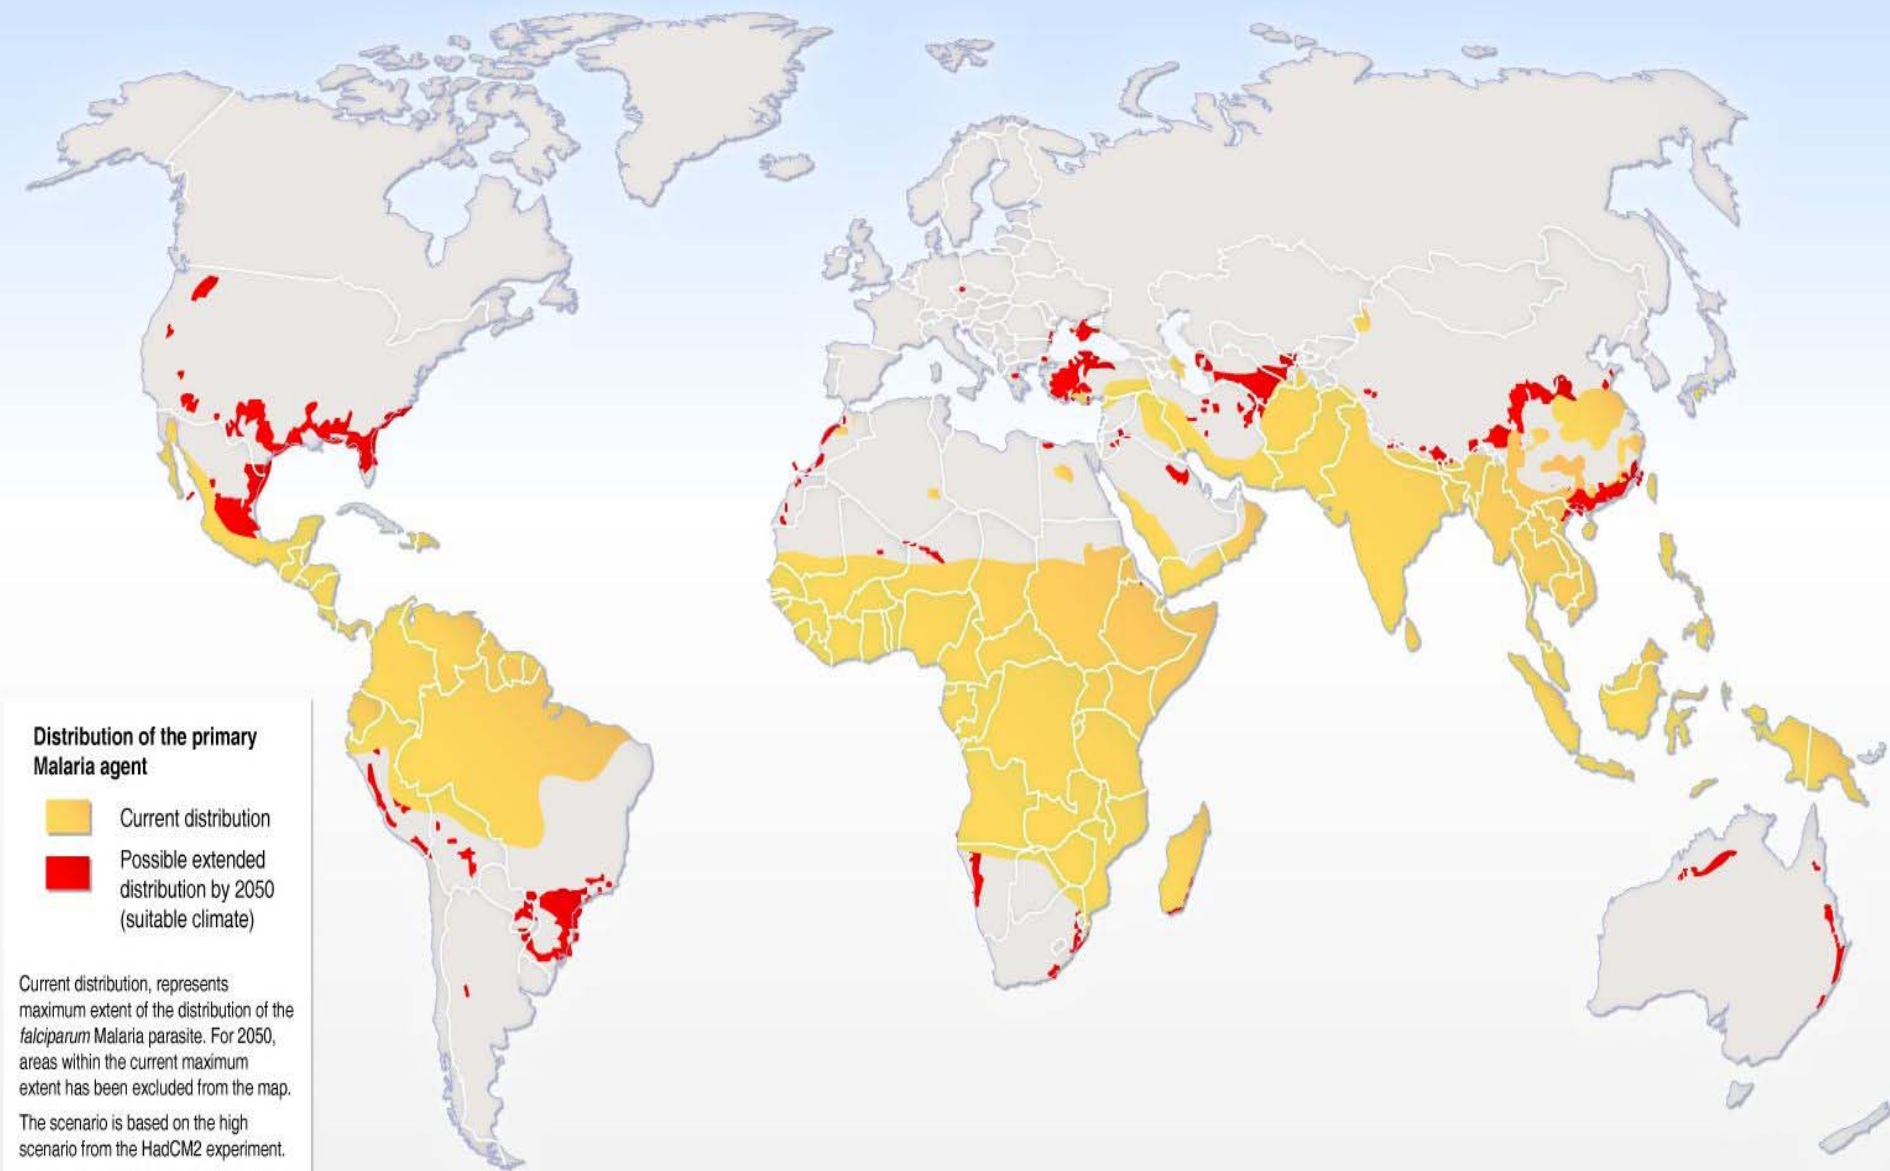 Distribution of the primary
Malaria agent
Current distribution
Possible extended
distribution by 2050
(suitable climate)
Current distribution, represents
maximum extent of the distribution of the
falciparum Malaria parasite. For 2050,
areas within the current maximum
extent has been excluded from the map.
The scenario is based on the high
scenario from the HadCM2 experiment.